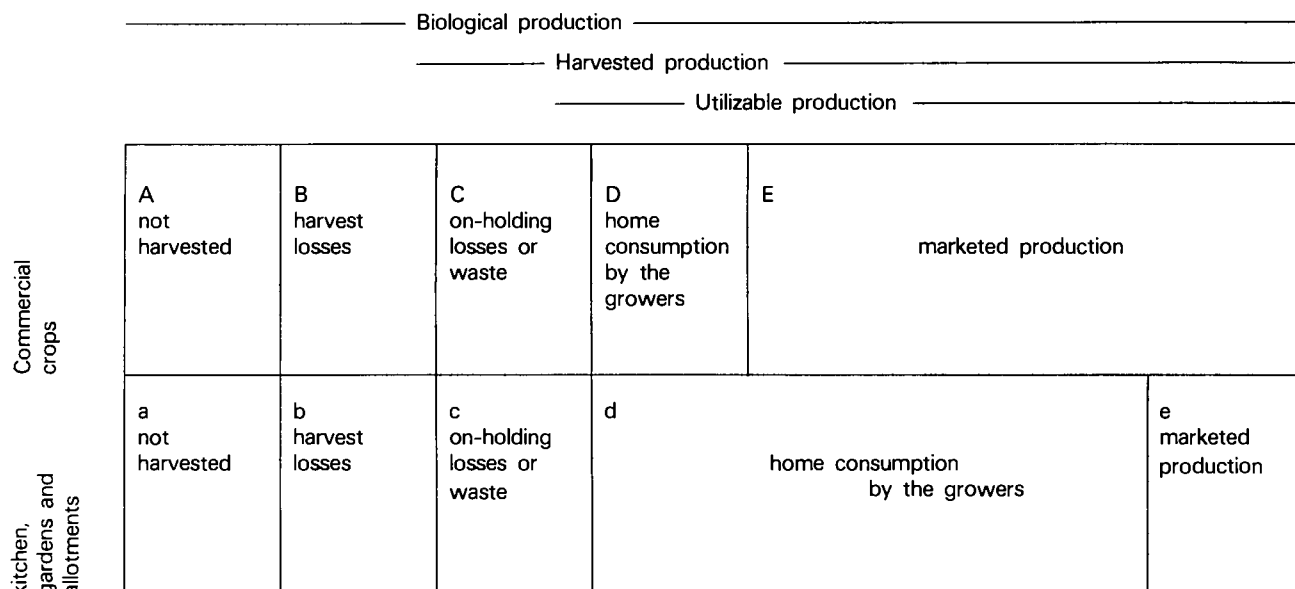 Biological production
Harvested production
Utilizable production
Commercial
crops
A
not
harvested
B
harvest
losses
C
on-holding
losses or
waste
D
home
consumption
by the
growers
E
marketed production
kitchen,
gardens and
allotments
a
not
harvested
b
harvest
losses
c
on-holding
losses or
waste
d
home consumption
by the growers
e
marketed
production